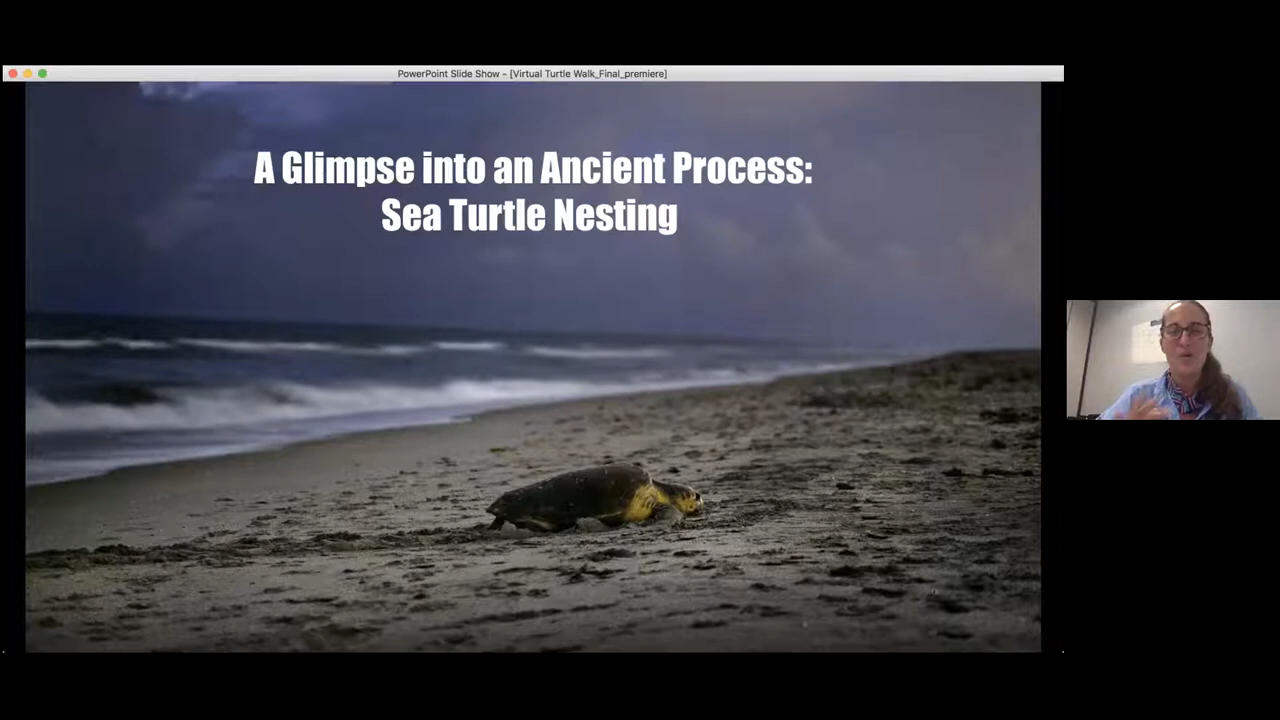 PowerPoint Slide Show - [Virtual Turtle Walk_Final_premiere]
A Glimpse into an Ancient Process:
Sea Turtle Nesting